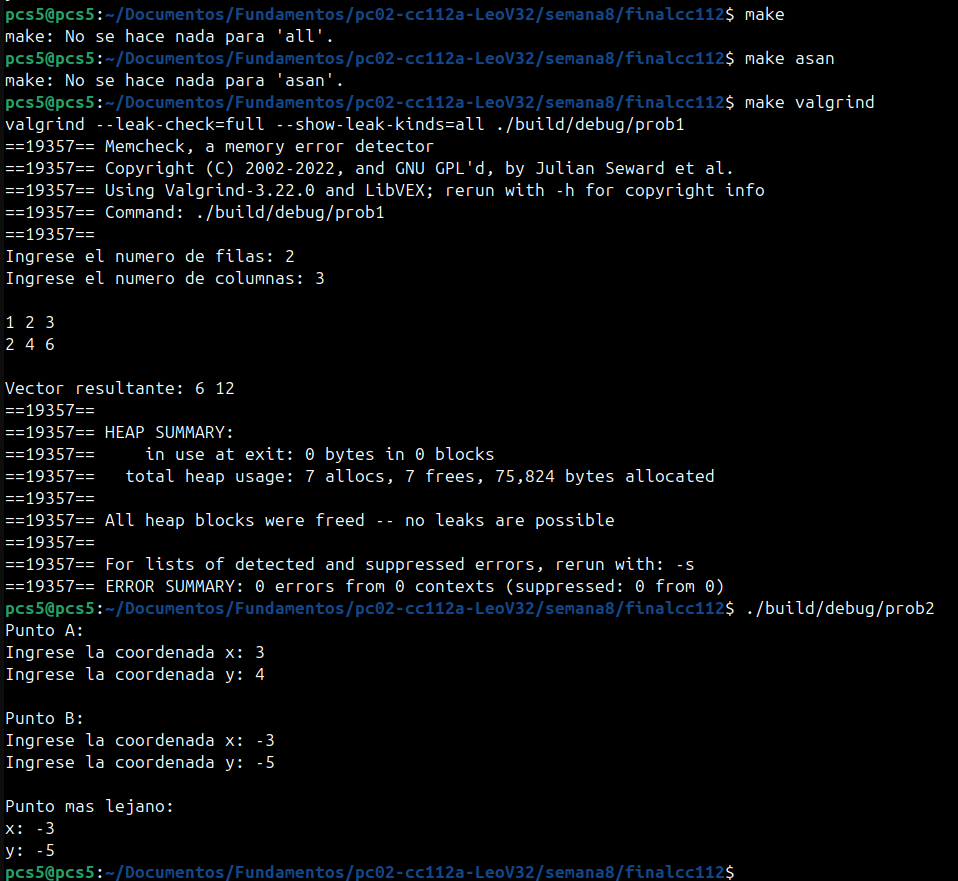 pcs5@pcs5:~/Documentos/Fundamentos/pc02-cc112a-LeoV32/semana8/finalcc112$ make
make: No se hace nada para 'all'.
pcs5@pcs5:~/Documentos/Fundamentos/pc02-cc112a-LeoV32/semana8/finalcc112$ make asan
make: No se hace nada para 'asan'.
pcs5@pcs5:~/Documentos/Fundamentos/pc02-cc112a-LeoV32/semana8/finalcc112$ make valgrind
valgrind --leak-check=full --show-leak-kinds=all ./build/debug/prob1
==19357== Memcheck, a memory error detector
==19357== Copyright (C) 2002-2022, and GNU GPL'd, by Julian Seward et al.
==19357== Using Valgrind-3.22.0 and LibVEX; rerun with -h for copyright info
==19357== Command: ./build/debug/prob1
==19357==
Ingrese el numero de filas: 2
Ingrese el numero de columnas: 3

1 2 3
2 4 6

Vector resultante: 6 12
==19357==
==19357== HEAP SUMMARY:
==19357==     in use at exit: 0 bytes in 0 blocks
==19357==   total heap usage: 7 allocs, 7 frees, 75,824 bytes allocated
==19357==
==19357== All heap blocks were freed -- no leaks are possible
==19357==
==19357== For lists of detected and suppressed errors, rerun with: -s
==19357== ERROR SUMMARY: 0 errors from 0 contexts (suppressed: 0 from 0)
pcs5@pcs5:~/Documentos/Fundamentos/pc02-cc112a-LeoV32/semana8/finalcc112$ ./build/debug/prob2
Punto A:
Ingrese la coordenada x: 3
Ingrese la coordenada y: 4

Punto B:
Ingrese la coordenada x: -3
Ingrese la coordenada y: -5

Punto mas lejano:
x: -3
y: -5
pcs5@pcs5:~/Documentos/Fundamentos/pc02-cc112a-LeoV32/semana8/finalcc112$